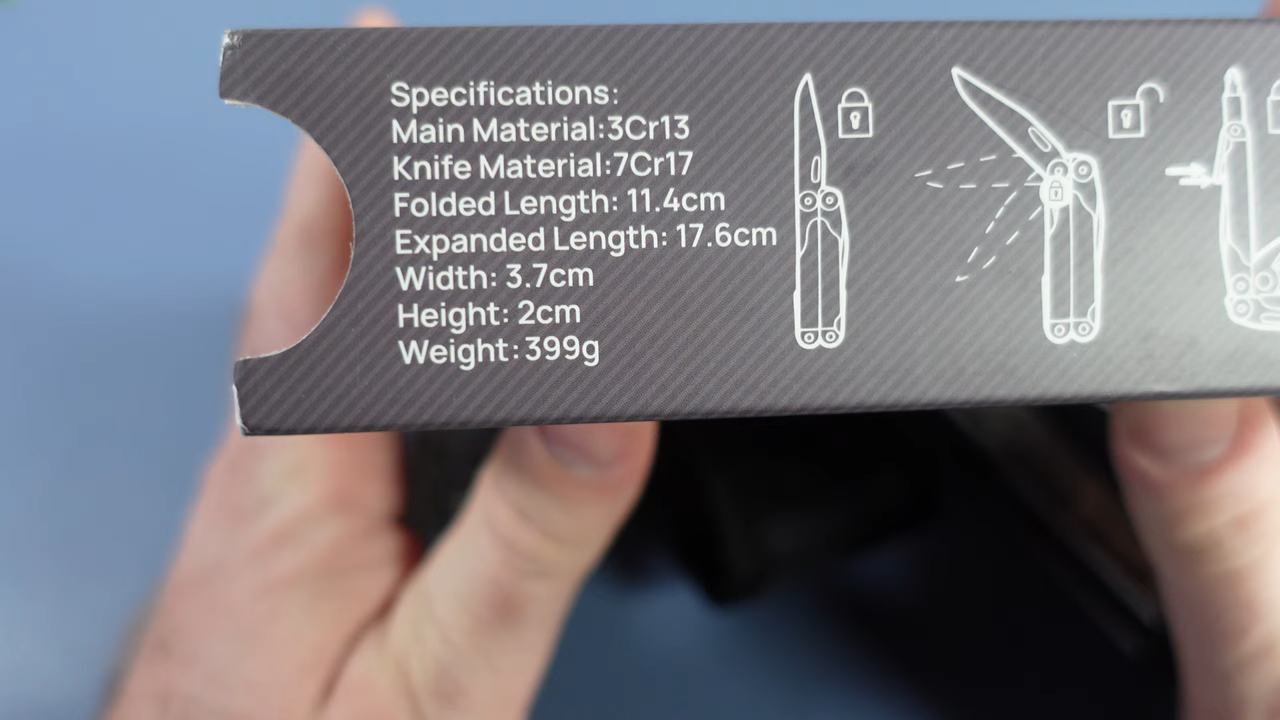 Specifications:
Main Material:3Cr13
Knife Material:7Cr17
Folded Length: 11.4cm
Expanded Length: 17.6cm
Width: 3.7cm
Height: 2cm
Weight:399g